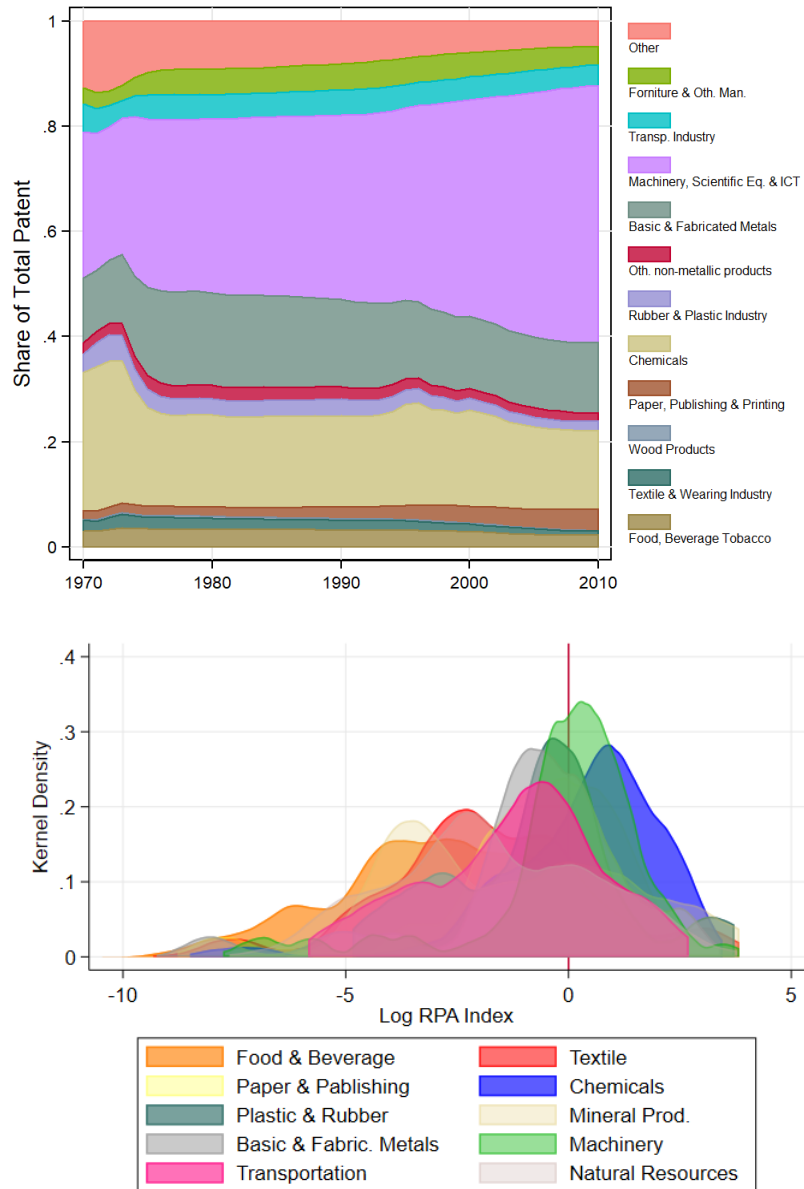 1
.8
.6
.4
.2
0
Share of Total Patent
1970 1980 1990 2000 2010
Other
Forniture & Oth. Man.
Transp. Industry
Machinery, Scientific Eq. & ICT
Basic & Fabricated Metals
Oth. non-metallic products
Rubber & Plastic Industry
Chemicals
Paper, Publishing & Printing
Wood Products
Textile & Wearing Industry
Food, Beverage Tobacco
.4
.3
.2
.1
0
Kernel Density
-10 -5 0 5
Log RPA Index
Food & Beverage Textile
Paper & Pablishing Chemicals
Plastic & Rubber Mineral Prod.
Basic & Fabric. Metals Machinery
Transportation Natural Resources